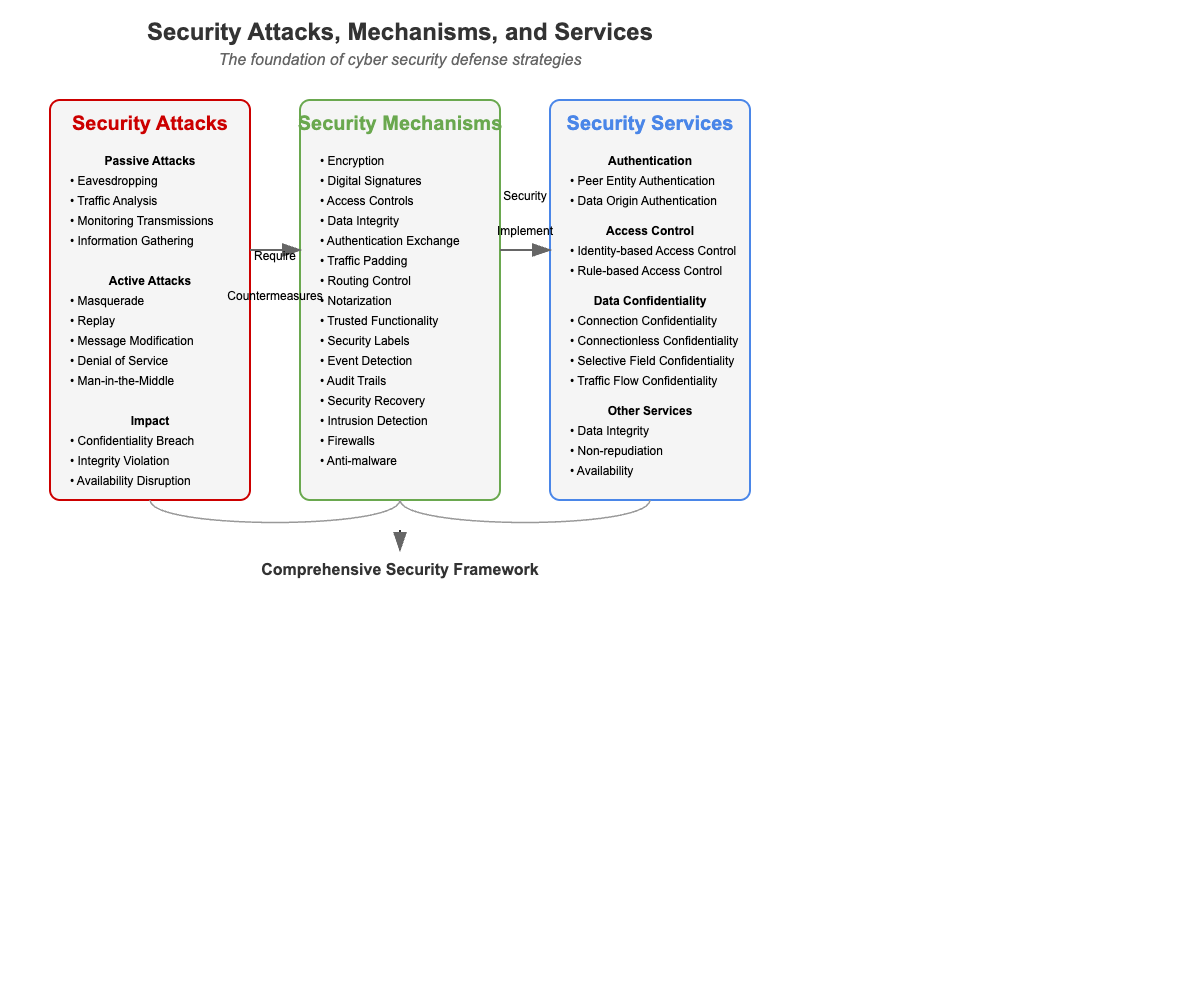 Security Attacks, Mechanisms, and Services
The foundation of cyber security defense strategies
Security Attacks
Passive Attacks
• Eavesdropping
• Traffic Analysis
• Monitoring Transmissions
• Information Gathering
Active Attacks
• Masquerade
• Replay
• Message Modification
• Denial of Service
• Man-in-the-Middle
Impact
• Confidentiality Breach
• Integrity Violation
• Availability Disruption
Require
Countermeasures
Security Mechanisms
• Encryption
• Digital Signatures
• Access Controls
• Data Integrity
• Authentication Exchange
• Traffic Padding
• Routing Control
• Notarization
• Trusted Functionality
• Security Labels
• Event Detection
• Audit Trails
• Security Recovery
• Intrusion Detection
• Firewalls
• Anti-malware
Security
Implement
Security Services
Authentication
• Peer Entity Authentication
• Data Origin Authentication
Access Control
• Identity-based Access Control
• Rule-based Access Control
Data Confidentiality
• Connection Confidentiality
• Connectionless Confidentiality
• Selective Field Confidentiality
• Traffic Flow Confidentiality
Other Services
• Data Integrity
• Non-repudiation
• Availability
Comprehensive Security Framework